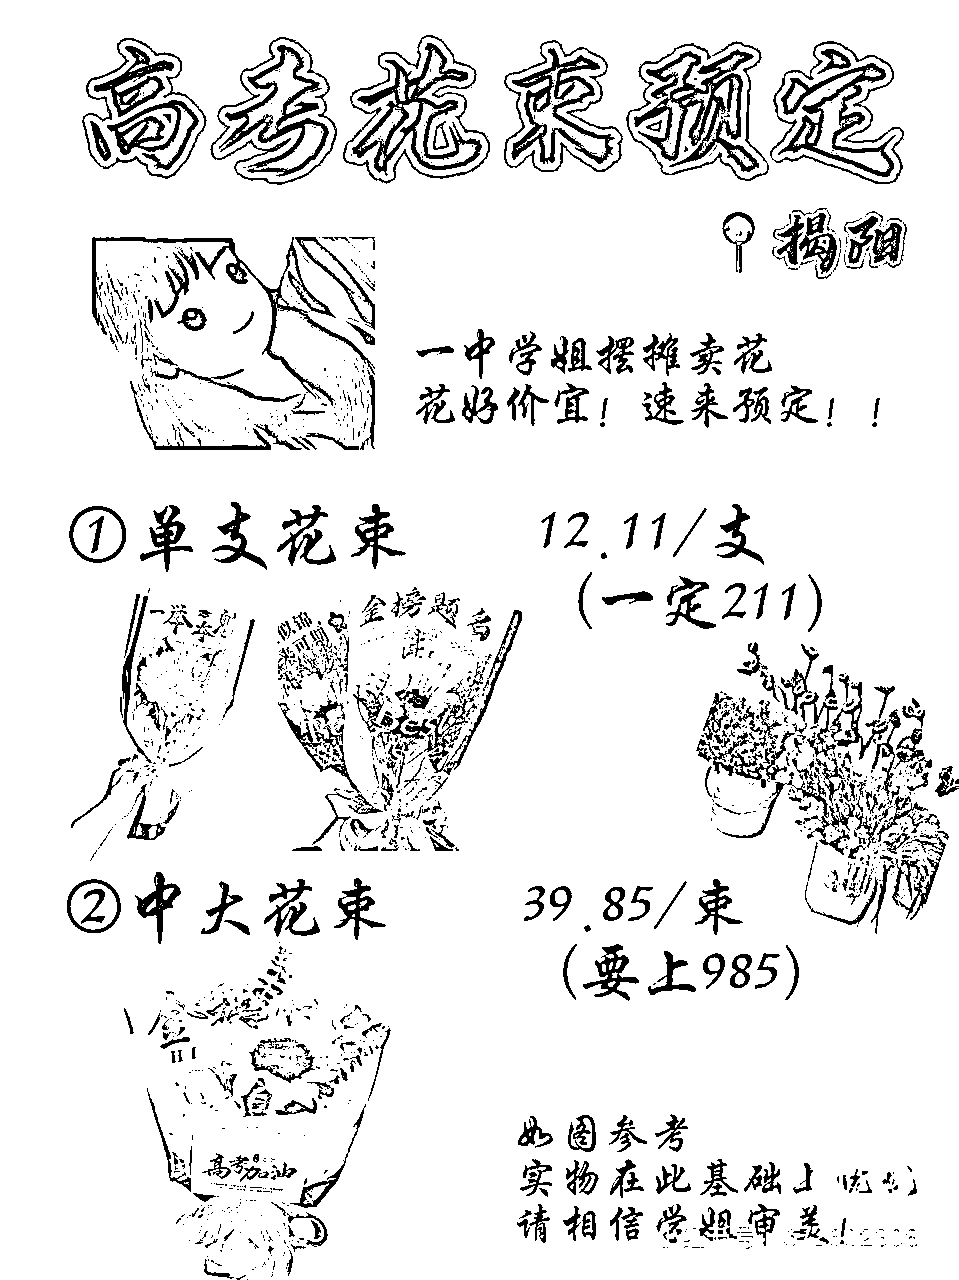 高考花束预定
揭阳
一中学姐摆摊卖花
花好价宜！速来预定！！
①单支花束
12.11/支
(一定211)
金榜题
②中大花束
39.85/束
(要上985)
高考加油
如图参考
实物在此基础上
请相信学姐审美！